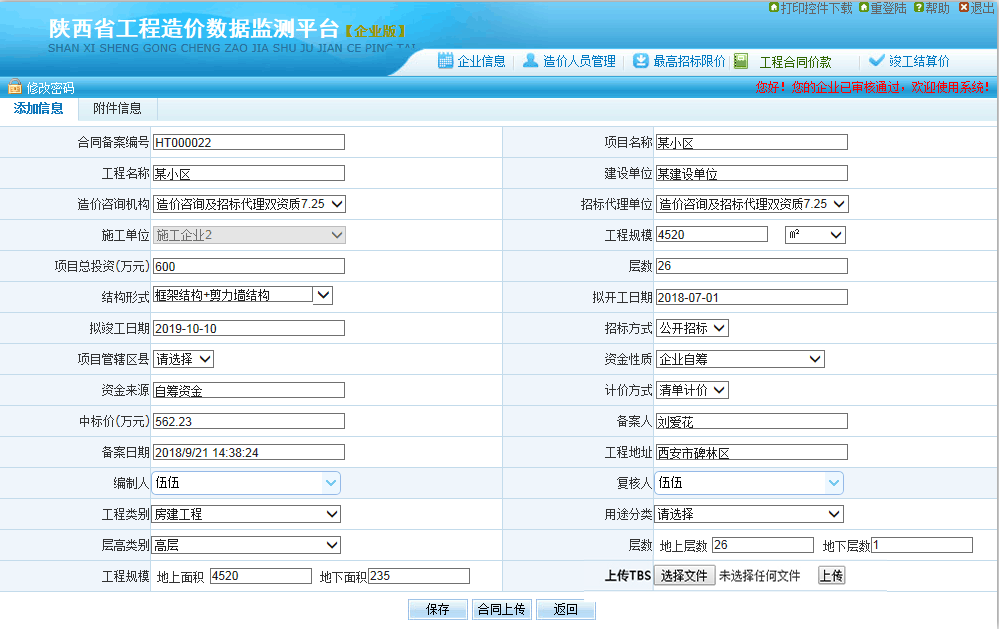 打印控件下载 重登陆 帮助 退出
陕西省工程造价数据监测平台【企业版】
SHAN XI SHENG GONG CHENG ZAO JIA SHU JU JIAN CE PING TAI
企业信息 造价人员管理 最高招标限价 工程合同价款 竣工结算价
修改密码 您好！您的企业已审核通过，欢迎使用系统！
添加信息 附件信息
合同备案编号 HT000022 项目名称 某小区
工程名称 某小区 建设单位 某建设单位
造价咨询机构 造价咨询及招标代理双资质7.25 招标代理单位 造价咨询及招标代理双资质7.25
施工单位 施工企业2 工程规模 4520 ㎡
项目总投资(万元) 600 层数 26
结构形式 框架结构+剪力墙结构 拟开工日期 2018-07-01
拟竣工日期 2019-10-10 招标方式 公开招标
项目管辖区县 请选择 资金性质 企业自筹
资金来源 自筹资金 计价方式 清单计价
中标价(万元) 562.23 备案人 刘爱花
备案日期 2018/9/21 14:38:24 工程地址 西安市碑林区
编制人 伍伍 复核人 伍伍
工程类别 房建工程 用途分类 请选择
层高类别 高层 层数 地上层数 26 地下层数 1
工程规模 地上面积 4520 地下面积 235 上传TBS 选择文件 未选择任何文件 上传
保存 合同上传 返回